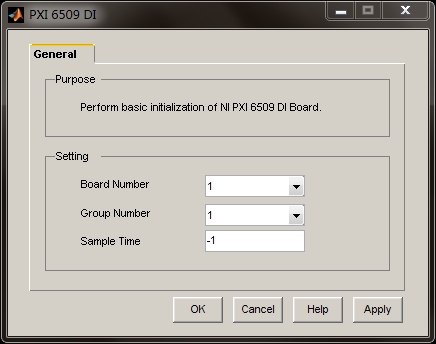 PXI 6509 DI
General
Purpose
Perform basic initialization of NI PXI 6509 DI Board.
Setting
Board Number 1
Group Number 1
Sample Time -1
OK Cancel Help Apply